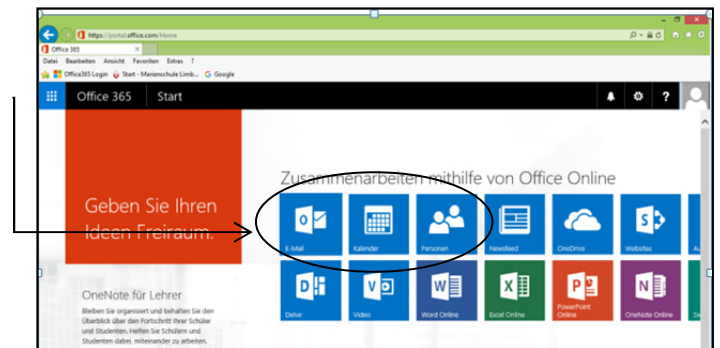 https://portal.office.com/Home
Office 365
Datei Bearbeiten Ansicht Favoriten Extras ?
Office365 Login Start - Marienschule Limb... Google
Office 365 Start ?
Zusammenarbeiten mithilfe von Office Online
Geben Sie Ihren
Ideen Freiraum.
E-Mail Kalender Personen Newsfeed OneDrive Websites
Delve Video Word Online Excel Online PowerPoint Online OneNote Online
OneNote für Lehrer
Bleiben Sie organisiert und behalten Sie den
Überblick über den Fortschritt Ihrer Schüler
und Studenten. Helfen Sie Schülern und
Studenten dabei, miteinander zu arbeiten.